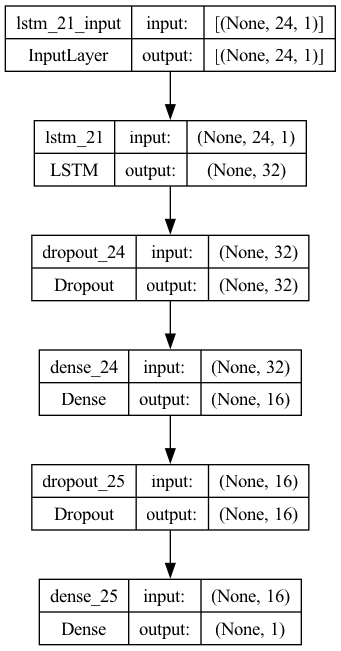 lstm_21_input input: [(None, 24, 1)]
InputLayer output: [(None, 24, 1)]
lstm_21 input: (None, 24, 1)
LSTM output: (None, 32)
dropout_24 input: (None, 32)
Dropout output: (None, 32)
dense_24 input: (None, 32)
Dense output: (None, 16)
dropout_25 input: (None, 16)
Dropout output: (None, 16)
dense_25 input: (None, 16)
Dense output: (None, 1)